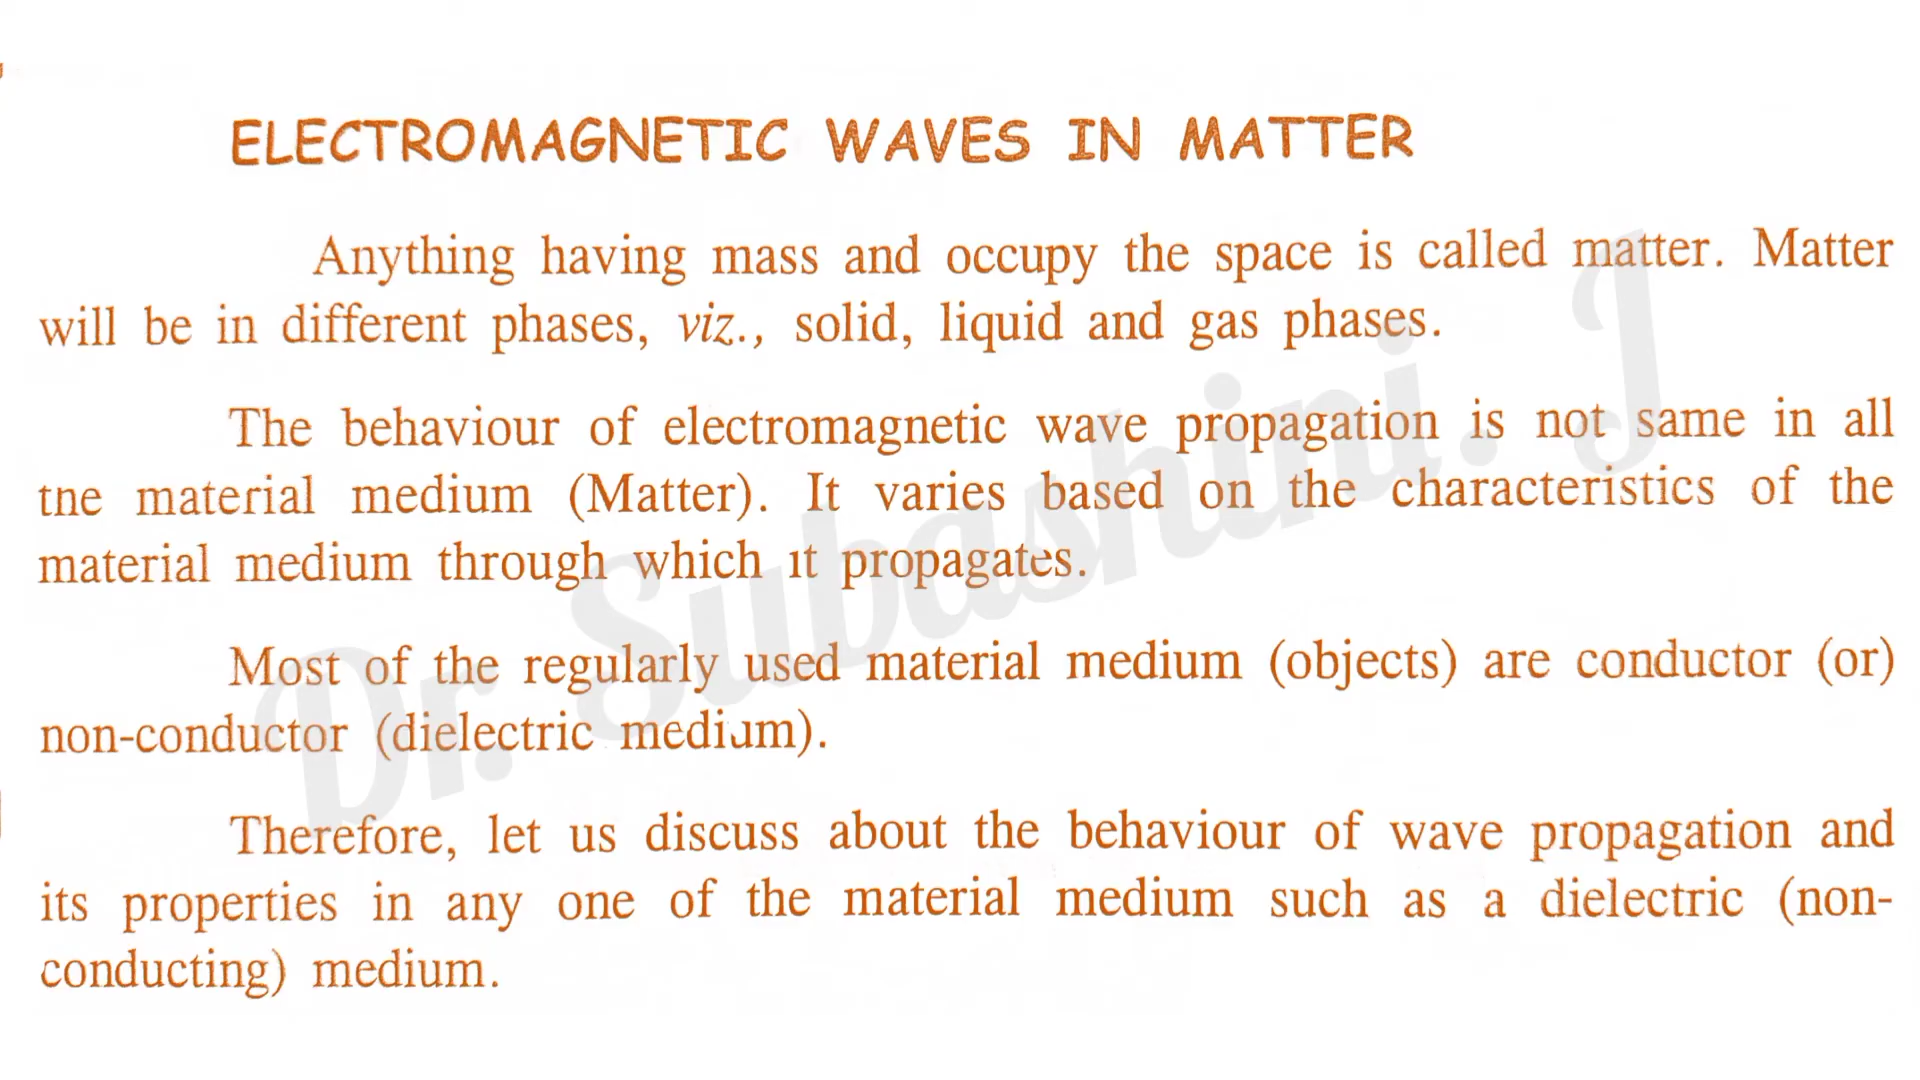 ELECTROMAGNETIC WAVES IN MATTER
Anything having mass and occupy the space is called matter. Matter
will be in different phases, viz., solid, liquid and gas phases.
The behaviour of electromagnetic wave propagation is not same in all
tne material medium (Matter). It varies based on the characteristics of the
material medium through which it propagates.
Most of the regularly used material medium (objects) are conductor (or)
non-conductor (dielectric medium).
Therefore, let us discuss about the behaviour of wave propagation and
its properties in any one of the material medium such as a dielectric (non-
conducting) medium.
Dr. Subashini. J